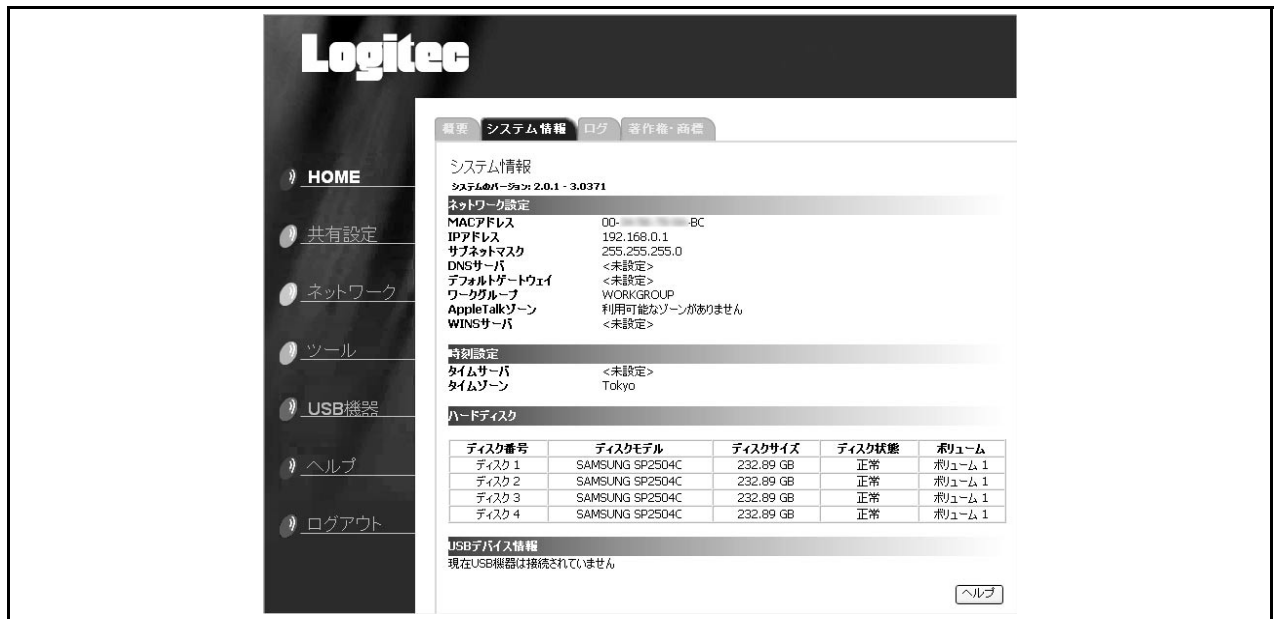 Logitec
概要 システム情報 ログ 著作権・商標
HOME
共有設定
ネットワーク
ツール
USB機器
ヘルプ
ログアウト
システム情報
システムのバージョン: 2.0.1 - 3.0371
ネットワーク設定
MACアドレス 00- -BC
IPアドレス 192.168.0.1
サブネットマスク 255.255.255.0
DNSサーバ <未設定>
デフォルトゲートウェイ <未設定>
ワークグループ WORKGROUP
AppleTalkゾーン 利用可能なゾーンがありません
WINSサーバ <未設定>
時刻設定
タイムサーバ <未設定>
タイムゾーン Tokyo
ハードディスク
ディスク番号 ディスクモデル ディスクサイズ ディスク状態 ボリューム
ディスク 1 SAMSUNG SP2504C 232.89 GB 正常 ボリューム 1
ディスク 2 SAMSUNG SP2504C 232.89 GB 正常 ボリューム 1
ディスク 3 SAMSUNG SP2504C 232.89 GB 正常 ボリューム 1
ディスク 4 SAMSUNG SP2504C 232.89 GB 正常 ボリューム 1
USBデバイス情報
現在USB機器は接続されていません
ヘルプ